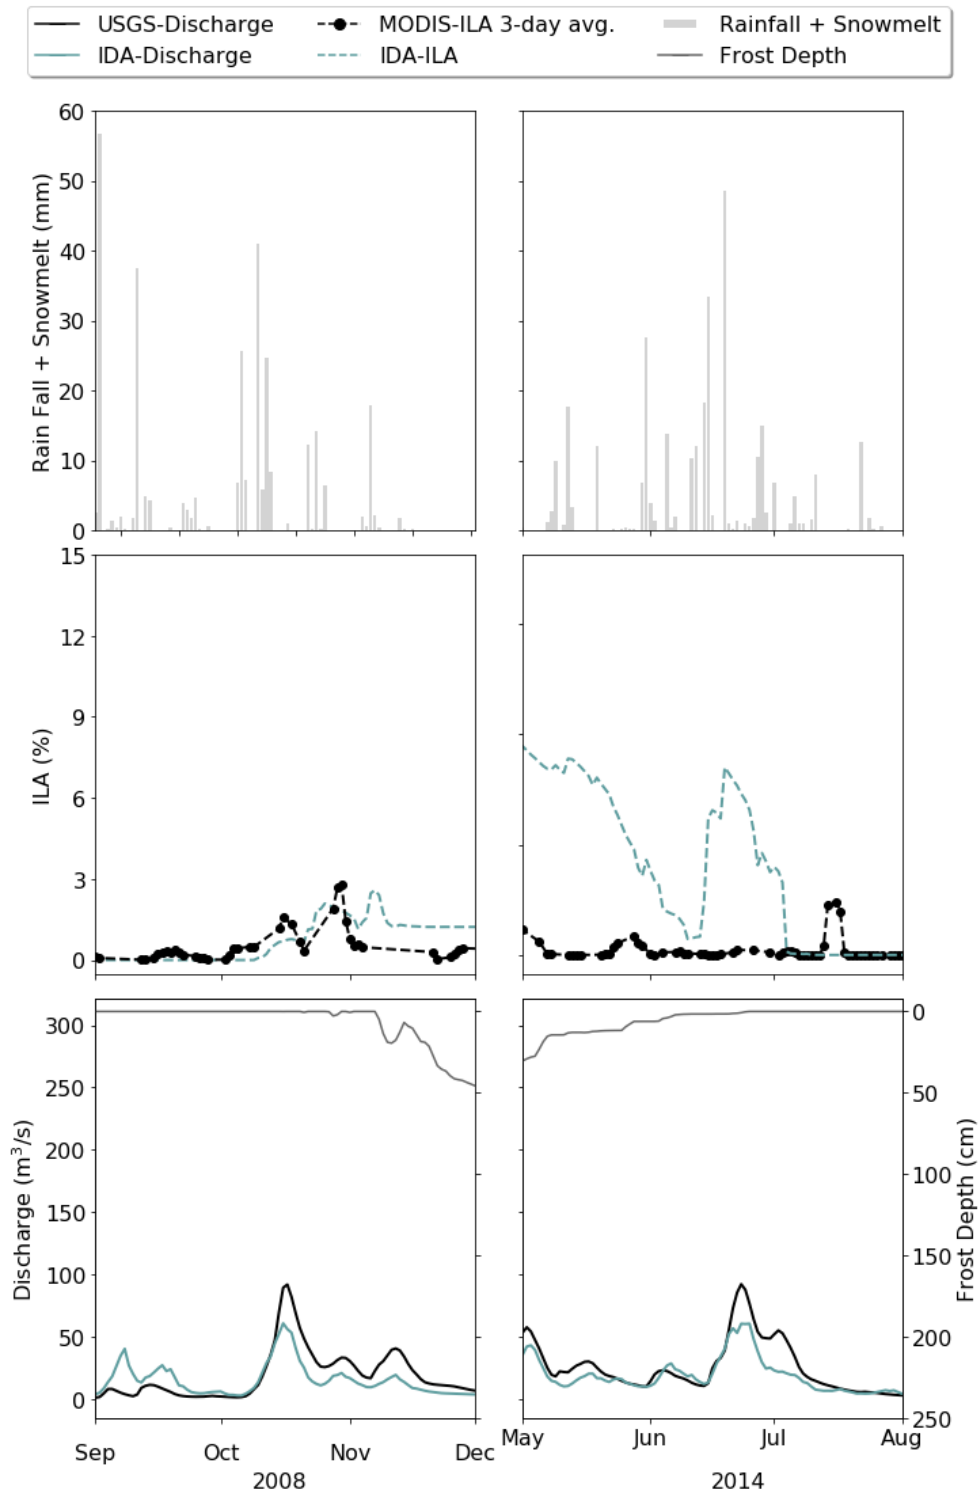 USGS-Discharge
IDA-Discharge
MODIS-ILA 3-day avg.
IDA-ILA
Rainfall + Snowmelt
Frost Depth
Rain Fall + Snowmelt (mm)
60
50
40
30
20
10
0
ILA (%)
15
12
9
6
3
0
Discharge (m³/s)
300
250
200
150
100
50
0
0
50
100
150
200
250
Frost Depth (cm)
Sep
Oct
Nov
Dec
2008
May
Jun
Jul
Aug
2014